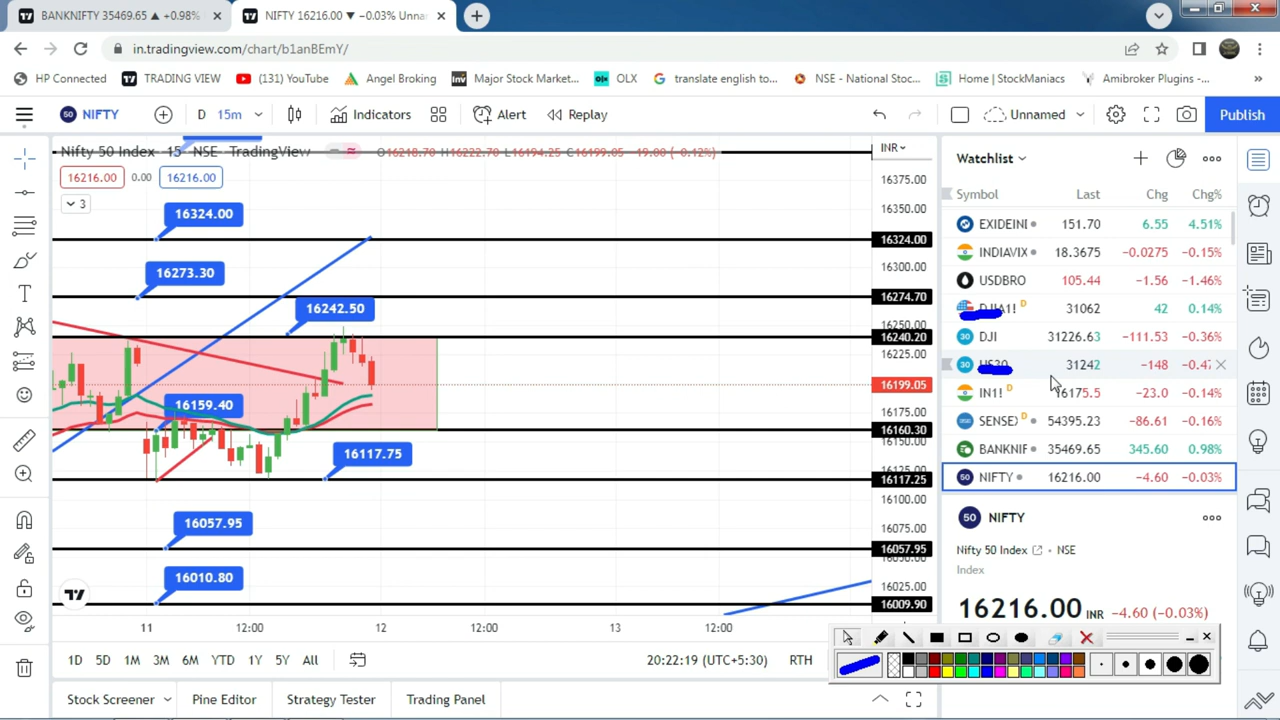 BANKNIFTY 35469.65 ▲ +0.98%
NIFTY 16216.00 ▼ −0.03% Unna
in.tradingview.com/chart/b1anBEmY/
HP Connected
TRADING VIEW
(131) YouTube
Angel Broking
Major Stock Market...
OLX
translate english to...
NSE - National Stoc...
Home | StockManiacs
Amibroker Plugins -...
NIFTY
D 15m
Indicators
Alert
Replay
Unnamed
Publish
Nifty 50 Index 15 NSE TradingView
O16218.70 H16222.70 L16194.25 C16199.05 −19.00 (−0.12%)
INR
16216.00 0.00 16216.00
3
16324.00
16273.30
16242.50
16159.40
16117.75
16057.95
16010.80
16375.00
16350.00
16324.00
16300.00
16274.70
16250.00
16240.20
16225.00
16199.05
16175.00
16160.30
16150.00
16125.00
16117.25
16100.00
16075.00
16057.95
16025.00
16009.90
11 12:00 12 12:00 13 12:00
1D 5D 1M 3M 6M All
20:22:19 (UTC+5:30)
RTH
Stock Screener
Pine Editor
Strategy Tester
Trading Panel
Watchlist
Symbol Last Chg Chg%
EXIDEINI 151.70 6.55 4.51%
INDIAVIX 18.3675 −0.0275 −0.15%
USDBRO 105.44 −1.56 −1.46%
31062 42 0.14%
DJI 31226.63 −111.53 −0.36%
US30 31242 −148 −0.47
IN1! D 16175.5 −23.0 −0.14%
SENSEX D 54395.23 −86.61 −0.16%
BANKNIF 35469.65 345.60 0.98%
NIFTY 16216.00 −4.60 −0.03%
50 NIFTY
Nifty 50 Index NSE
Index
16216.00 INR −4.60 (−0.03%)